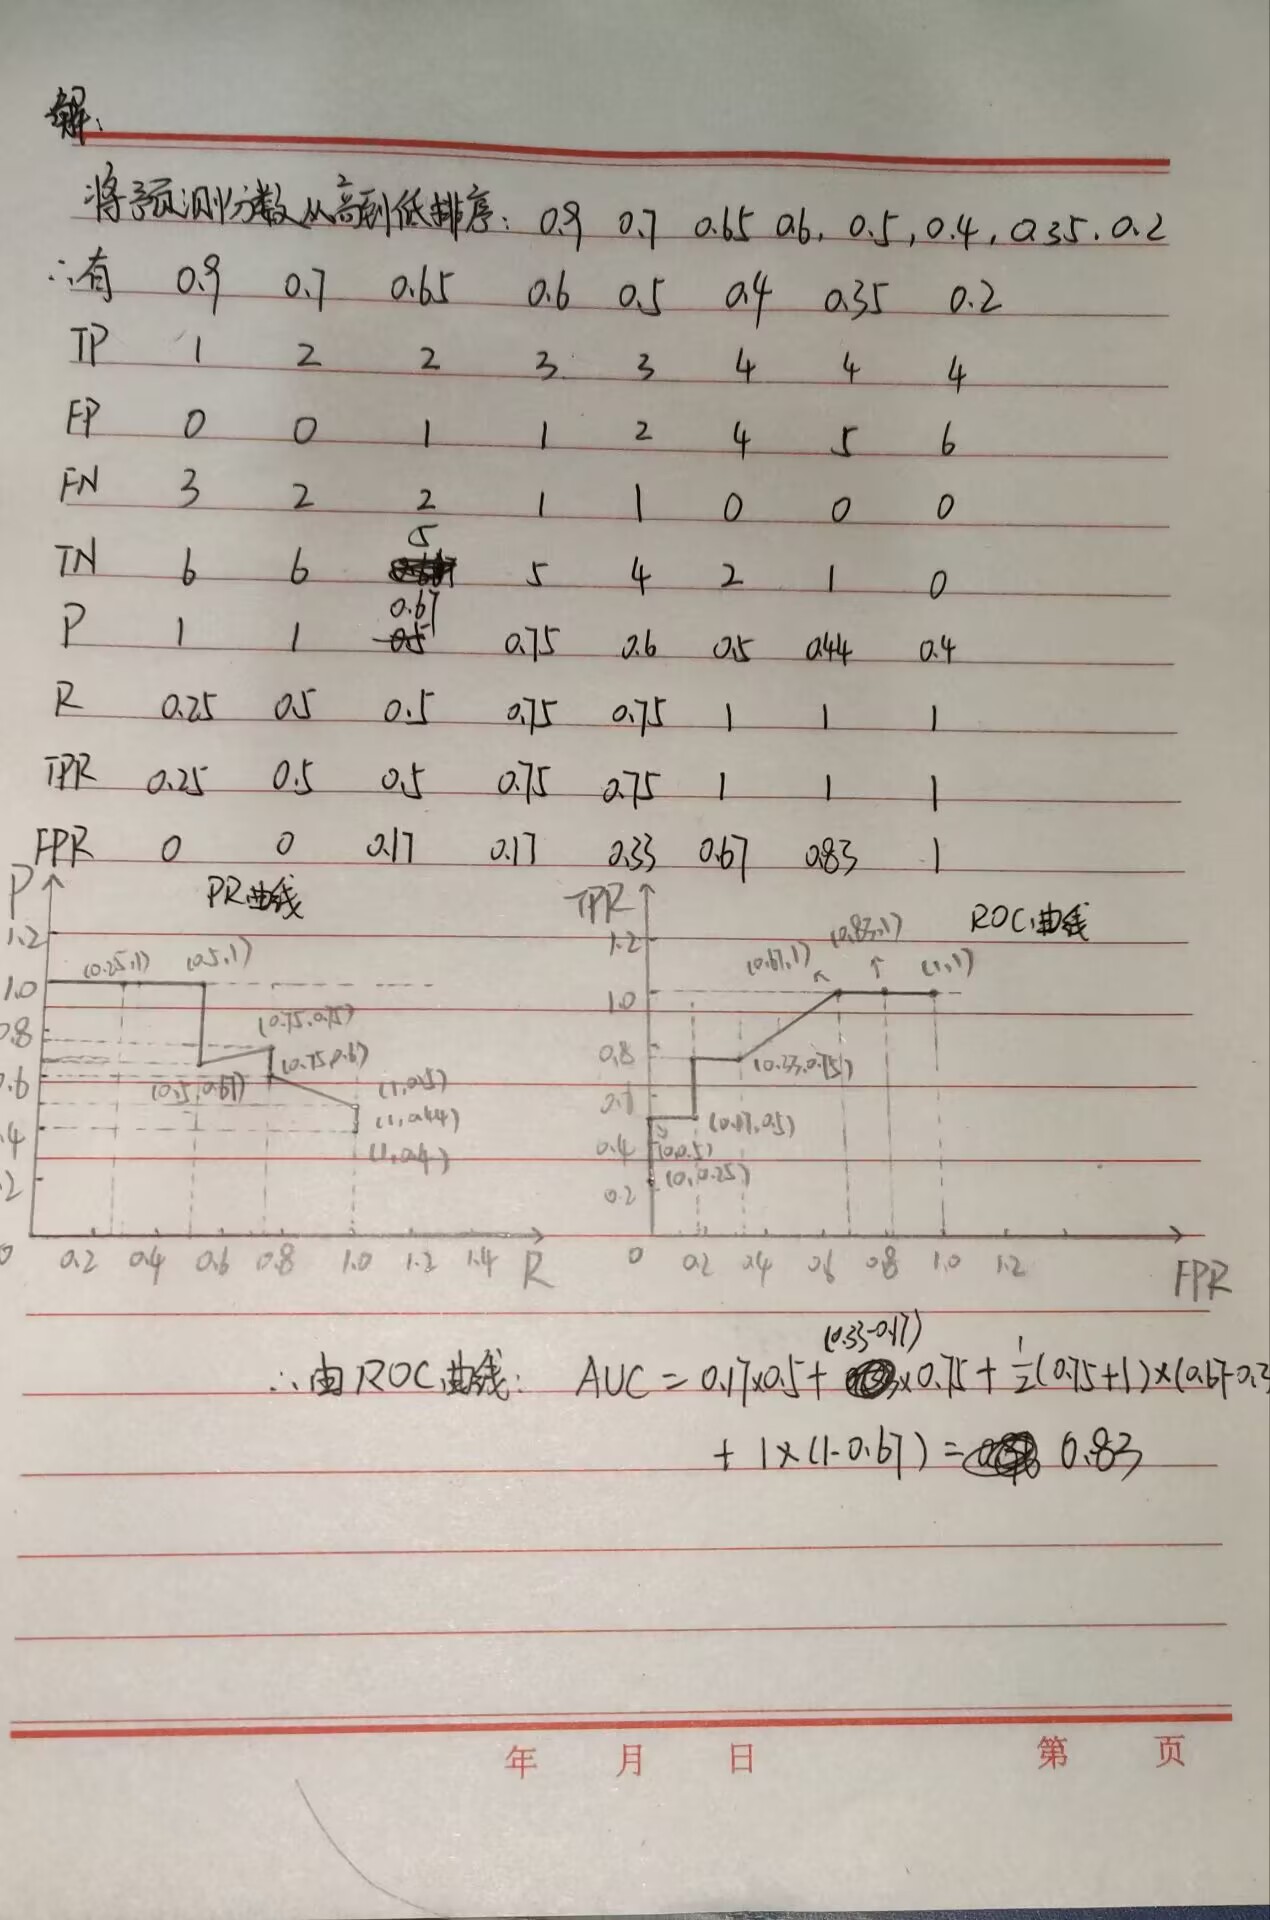 解:
将预测分数从高到低排序: 0.9 0.7 0.65 0.6, 0.5, 0.4, 0.35, 0.2
∴有 0.9 0.7 0.65 0.6 0.5 0.4 0.35 0.2
TP 1 2 2 3 3 4 4 4
FP 0 0 1 1 2 4 5 6
FN 3 2 2 1 1 0 0 0
TN 6 6 5 5 4 2 1 0
P 1 1 0.67 0.75 0.6 0.5 0.44 0.4
R 0.25 0.5 0.5 0.75 0.75 1 1 1
TPR 0.25 0.5 0.5 0.75 0.75 1 1 1
FPR 0 0 0.17 0.17 0.33 0.67 0.83 1
P PR曲线
1.2
1.0
0.8
0.6
.4
2
(0.25,1) (0.5,1)
(0.75,0.75)
(0.75,0.6)
(0.5,0.67)
(1,0.5)
(1,0.44)
(1,0.4)
0 0.2 0.4 0.6 0.8 1.0 1.2 1.4 R
TPR ROC曲线
1.2
1.0
0.8
0.4
0.2
(0.67,1) (0.83,1) (1,1)
(0.33,0.75)
(0.17,0.5)
(0,0.5)
(0,0.25)
0 0.2 0.4 0.6 0.8 1.0 1.2 FPR
(0.33-0.17)
∴由ROC曲线: AUC = 0.17×0.5 + ×0.75 + 1/2(0.75+1)×(0.67-0.3
+ 1×(1-0.67) = 0.83
年 月 日 第 页